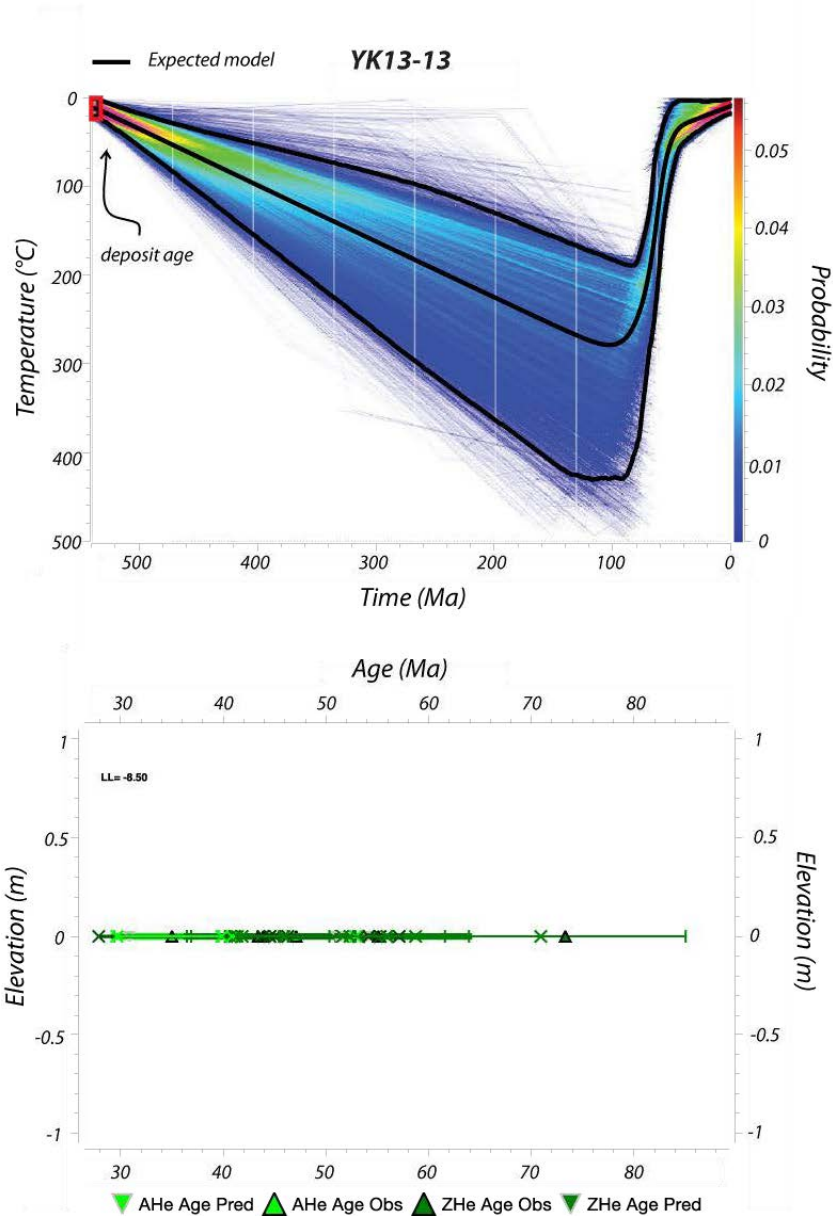 Expected model
YK13-13
0
100
200
300
400
500
Temperature (°C)
deposit age
0.05
0.04
0.03
0.02
0.01
0
Probability
500 400 300 200 100 0
Time (Ma)
Age (Ma)
30 40 50 60 70 80
1
0.5
0
-0.5
-1
Elevation (m)
LL= -6.50
1
0.5
0
-0.5
-1
Elevation (m)
30 40 50 60 70 80
AHe Age Pred AHe Age Obs ZHe Age Obs ZHe Age Pred